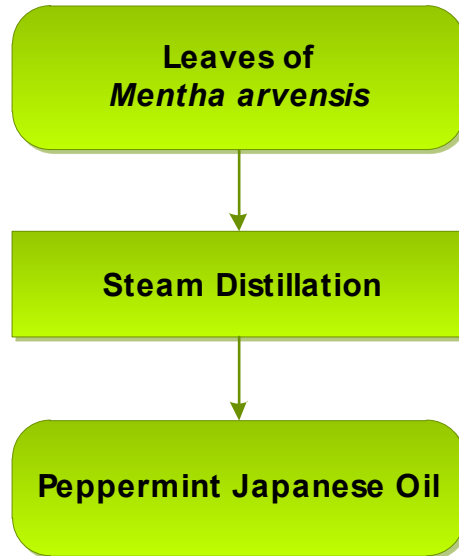 Leaves of
Mentha arvensis
Steam Distillation
Peppermint Japanese Oil